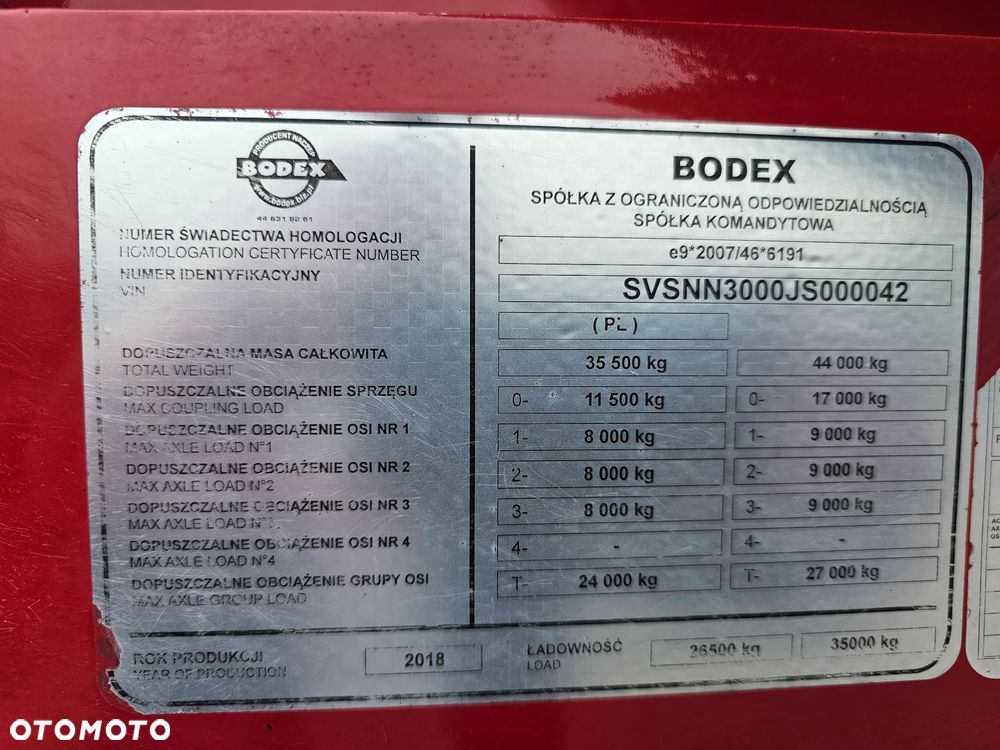 PRODUCENT NACZEP
BODEX
www.bodex.biz.pl
44 631 82 81
BODEX
SPÓŁKA Z OGRANICZONĄ ODPOWIEDZIALNOŚCIĄ
SPÓŁKA KOMANDYTOWA
NUMER ŚWIADECTWA HOMOLOGACJI
HOMOLOGATION CERTYFICATE NUMBER
e9*2007/46*6191
NUMER IDENTYFIKACYJNY
VIN
SVSNN3000JS000042
(PL)
DOPUSZCZALNA MASA CAŁKOWITA
TOTAL WEIGHT
35 500 kg 44 000 kg
DOPUSZCZALNE OBCIĄŻENIE SPRZĘGU
MAX COUPLING LOAD
0- 11 500 kg 0- 17 000 kg
DOPUSZCZALNE OBCIĄŻENIE OSI NR 1
MAX AXLE LOAD N°1
1- 8 000 kg 1- 9 000 kg
DOPUSZCZALNE OBCIĄŻENIE OSI NR 2
MAX AXLE LOAD N°2
2- 8 000 kg 2- 9 000 kg
DOPUSZCZALNE OBCIĄŻENIE OSI NR 3
MAX AXLE LOAD N°3
3- 8 000 kg 3- 9 000 kg
DOPUSZCZALNE OBCIĄŻENIE OSI NR 4
MAX AXLE LOAD N°4
4- - 4- -
DOPUSZCZALNE OBCIĄŻENIE GRUPY OSI
MAX AXLE GROUP LOAD
T- 24 000 kg T- 27 000 kg
ROK PRODUKCJI
YEAR OF PRODUCTION
2018
ŁADOWNOŚĆ
LOAD
26500 kg 35000 kg
OTOMOTO